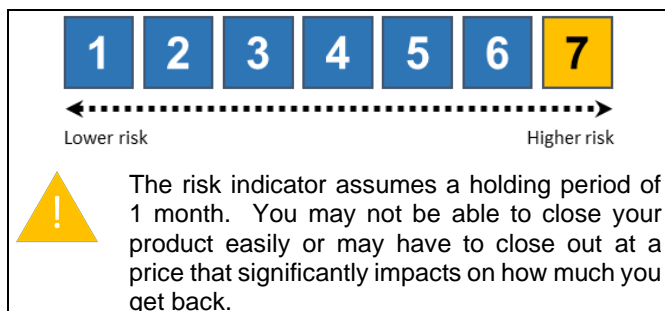 1 2 3 4 5 6 7
Lower risk Higher risk
!
The risk indicator assumes a holding period of
1 month. You may not be able to close your
product easily or may have to close out at a
price that significantly impacts on how much you
get back.